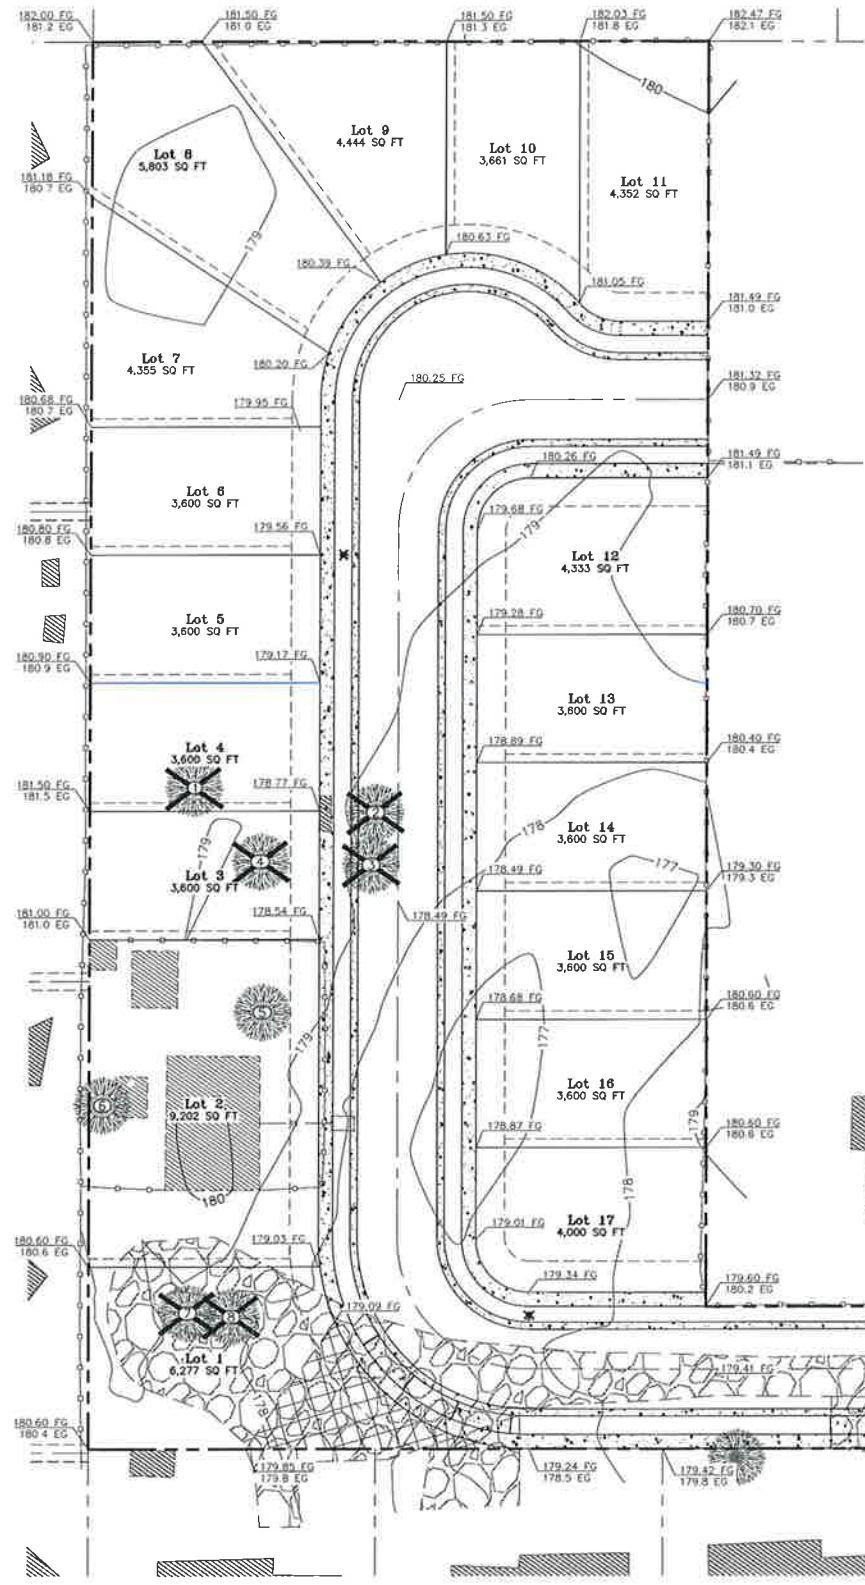 182.00 FG
181.2 EG
181.50 FG
181.0 EG
181.50 FG
181.3 EG
182.03 FG
181.8 EG
182.47 FG
182.1 EG
180
Lot 9
4,444 SQ FT
Lot 10
3,661 SQ FT
Lot 8
5,803 SQ FT
Lot 11
4,352 SQ FT
181.18 FG
180.7 EG
179
180.63 FG
180.39 FG
181.05 FG
181.49 FG
181.0 EG
Lot 7
4,355 SQ FT
180.20 FG
180.25 FG
181.32 FG
180.9 EG
180.68 FG
180.7 EG
179.95 FG
180.26 FG
181.49 FG
181.1 EG
Lot 6
3,600 SQ FT
179.68 FG
179
180.80 FG
180.8 EG
179.56 FG
Lot 12
4,333 SQ FT
Lot 5
3,600 SQ FT
179.28 FG
180.70 FG
180.7 EG
180.90 FG
180.9 EG
179.17 FG
Lot 13
3,600 SQ FT
Lot 4
3,600 SQ FT
178.89 FG
180.40 FG
180.4 EG
1
181.50 FG
181.5 EG
178.77 FG
2
178
Lot 14
3,600 SQ FT
179
4
3
177
Lot 3
3,600 SQ FT
178.49 FG
179.30 FG
179.3 EG
181.00 FG
181.0 EG
178.54 FG
178.49 FG
Lot 15
3,600 SQ FT
5
178.68 FG
180.60 FG
180.6 EG
179
177
Lot 16
3,600 SQ FT
6
Lot 2
9,202 SQ FT
179
178.87 FG
180.60 FG
180.6 EG
180
178
179.01 FG
Lot 17
4,000 SQ FT
180.60 FG
180.6 EG
179.03 FG
179.34 FG
179.60 FG
180.2 EG
7
8
179.09 FG
Lot 1
6,277 SQ FT
179.41 FG
178
180.60 FG
180.4 EG
179.85 FG
179.8 EG
179.24 FG
178.5 EG
179.42 FG
179.8 EG